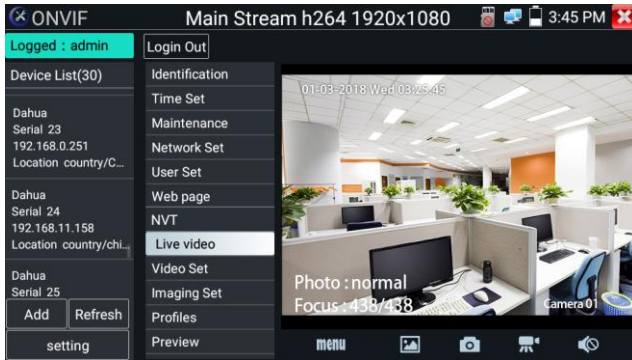 ONVIF
Main Stream h264 1920x1080
3:45 PM
Logged : admin
Login Out
Device List(30)
Dahua
Serial 23
192.168.0.251
Location country/C...
Dahua
Serial 24
192.168.11.158
Location country/chi...
Dahua
Serial 25
Add
Refresh
setting
Identification
Time Set
Maintenance
Network Set
User Set
Web page
NVT
Live video
Video Set
Imaging Set
Profiles
Preview
01-03-2018 Wed 03:25:45
Photo : normal
Focus : 438/438
Camera 01
menu